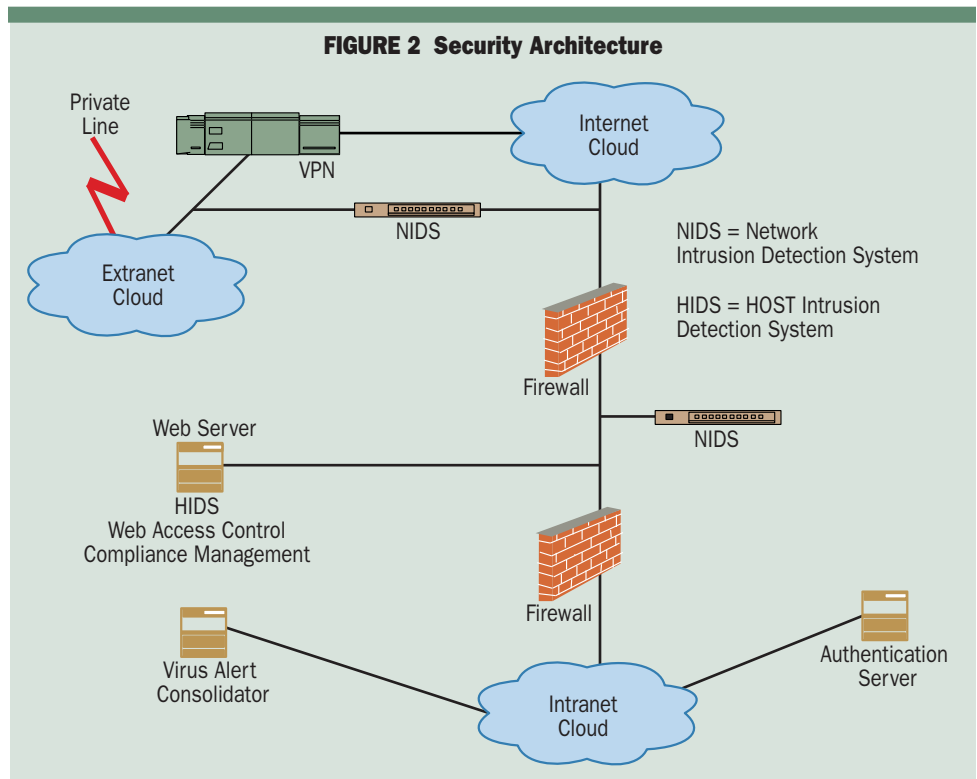 FIGURE 2 Security Architecture
Private
Line
VPN
Internet
Cloud
NIDS
NIDS = Network
Intrusion Detection System
Extranet
Cloud
HIDS = HOST Intrusion
Detection System
Firewall
Web Server
NIDS
HIDS
Web Access Control
Compliance Management
Firewall
Virus Alert
Consolidator
Authentication
Server
Intranet
Cloud